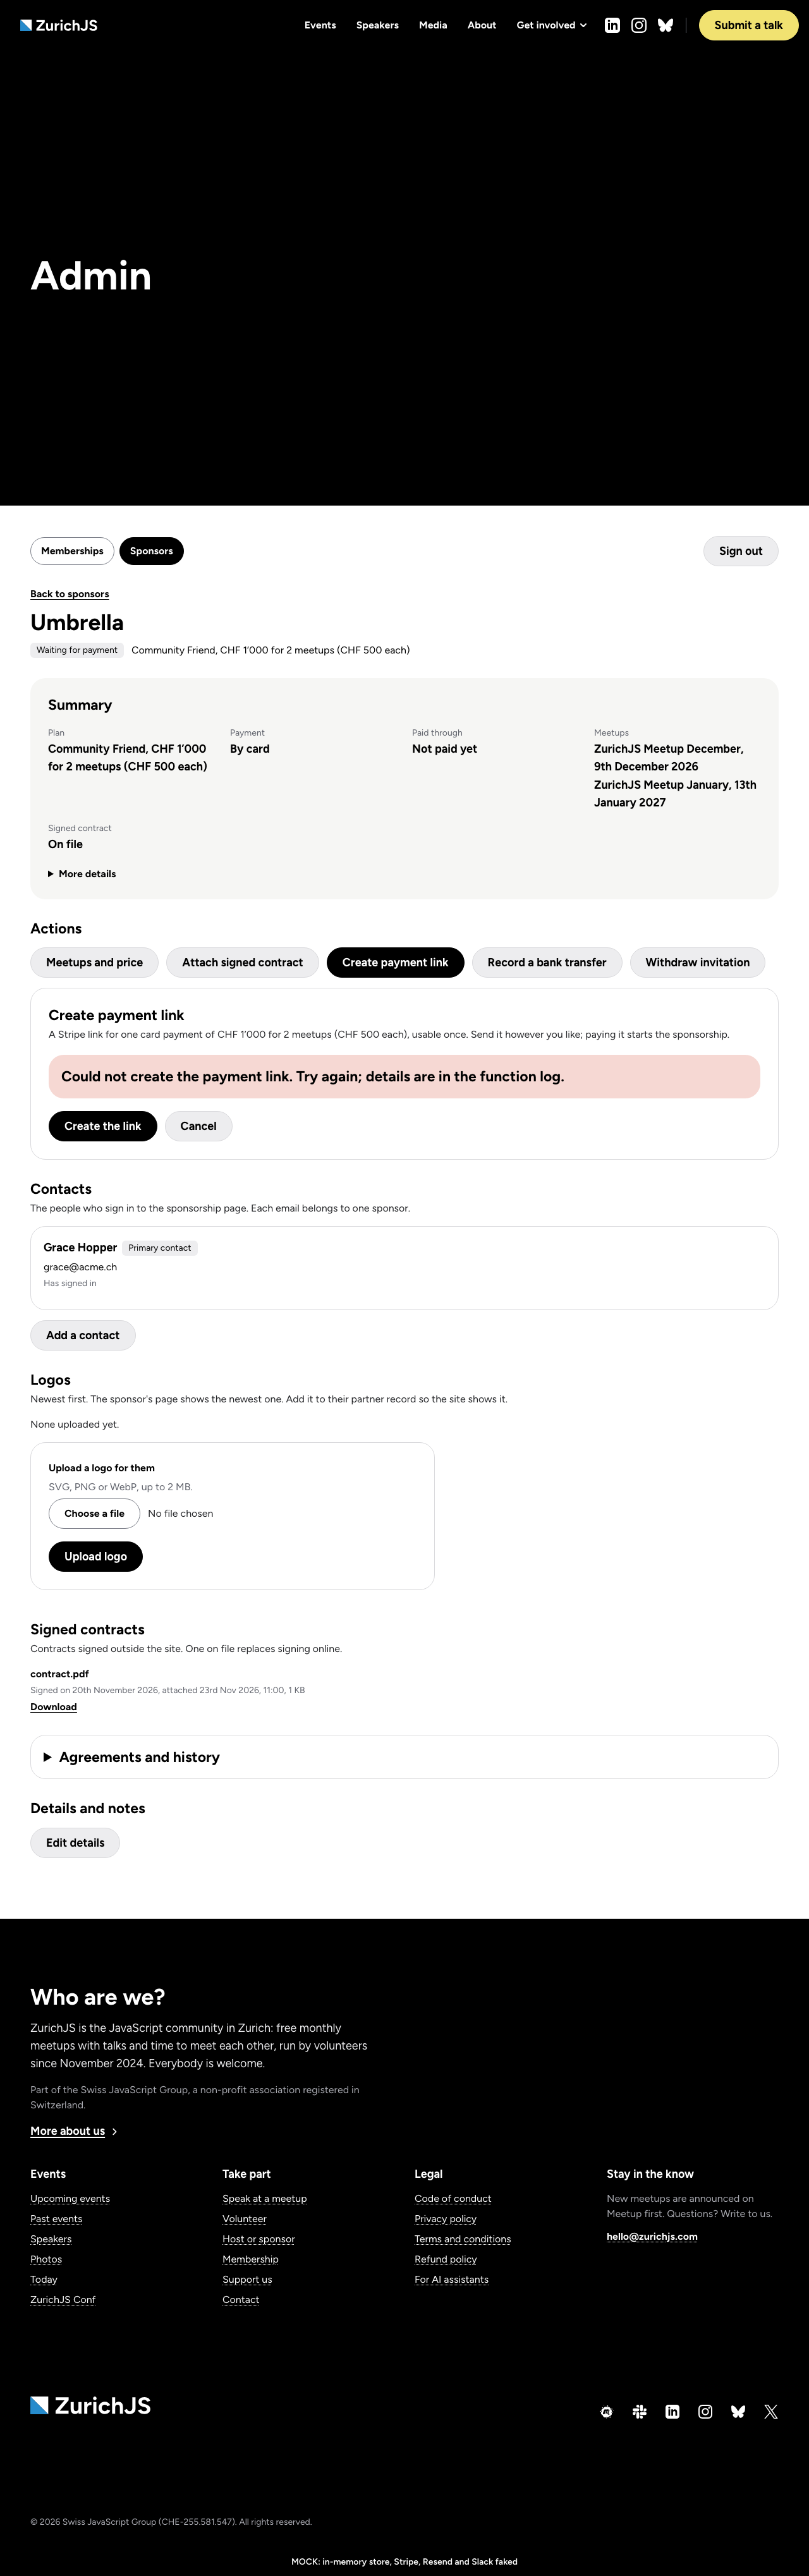 ZurichJS
Events
Speakers
Media
About
Get involved
Submit a talk
Admin
Memberships
Sponsors
Sign out
Back to sponsors
Umbrella
Waiting for payment
Community Friend, CHF 1’000 for 2 meetups (CHF 500 each)
Summary
Plan
Community Friend, CHF 1’000
for 2 meetups (CHF 500 each)
Payment
By card
Paid through
Not paid yet
Meetups
ZurichJS Meetup December,
9th December 2026
ZurichJS Meetup January, 13th
January 2027
Signed contract
On file
More details
Actions
Meetups and price
Attach signed contract
Create payment link
Record a bank transfer
Withdraw invitation
Create payment link
A Stripe link for one card payment of CHF 1’000 for 2 meetups (CHF 500 each), usable once. Send it however you like; paying it starts the sponsorship.
Could not create the payment link. Try again; details are in the function log.
Create the link
Cancel
Contacts
The people who sign in to the sponsorship page. Each email belongs to one sponsor.
Grace Hopper
Primary contact
grace@acme.ch
Has signed in
Add a contact
Logos
Newest first. The sponsor's page shows the newest one. Add it to their partner record so the site shows it.
None uploaded yet.
Upload a logo for them
SVG, PNG or WebP, up to 2 MB.
Choose a file
No file chosen
Upload logo
Signed contracts
Contracts signed outside the site. One on file replaces signing online.
contract.pdf
Signed on 20th November 2026, attached 23rd Nov 2026, 11:00, 1 KB
Download
Agreements and history
Details and notes
Edit details
Who are we?
ZurichJS is the JavaScript community in Zurich: free monthly
meetups with talks and time to meet each other, run by volunteers
since November 2024. Everybody is welcome.
Part of the Swiss JavaScript Group, a non-profit association registered in
Switzerland.
More about us
Events
Upcoming events
Past events
Speakers
Photos
Today
ZurichJS Conf
Take part
Speak at a meetup
Volunteer
Host or sponsor
Membership
Support us
Contact
Legal
Code of conduct
Privacy policy
Terms and conditions
Refund policy
For AI assistants
Stay in the know
New meetups are announced on
Meetup first. Questions? Write to us.
hello@zurichjs.com
ZurichJS
© 2026 Swiss JavaScript Group (CHE-255.581.547). All rights reserved.
MOCK: in-memory store, Stripe, Resend and Slack faked